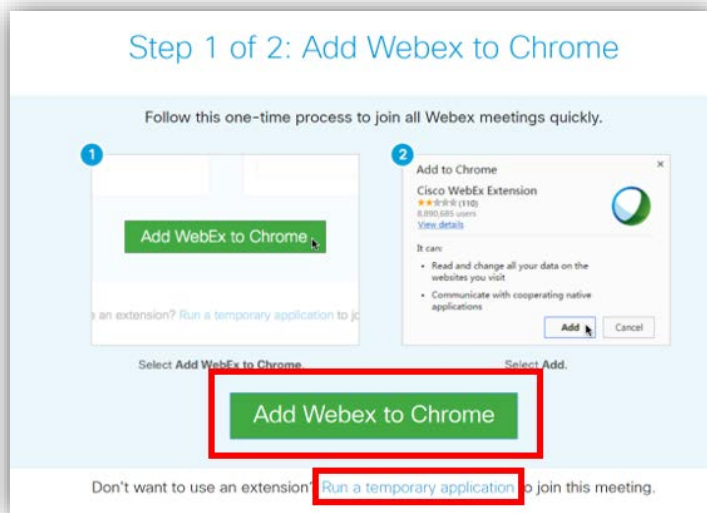 Step 1 of 2: Add Webex to Chrome
Follow this one-time process to join all Webex meetings quickly.
1
Add WebEx to Chrome
an extension? Run a temporary application to
Select Add WebEx to Chrome.
2
Add to Chrome
Cisco WebEx Extension
(110)
8,890,685 users
View details
It can:
• Read and change all your data on the
websites you visit
• Communicate with cooperating native
applications
Add
Cancel
Select Add.
Add Webex to Chrome
Don't want to use an extension? Run a temporary application to join this meeting.